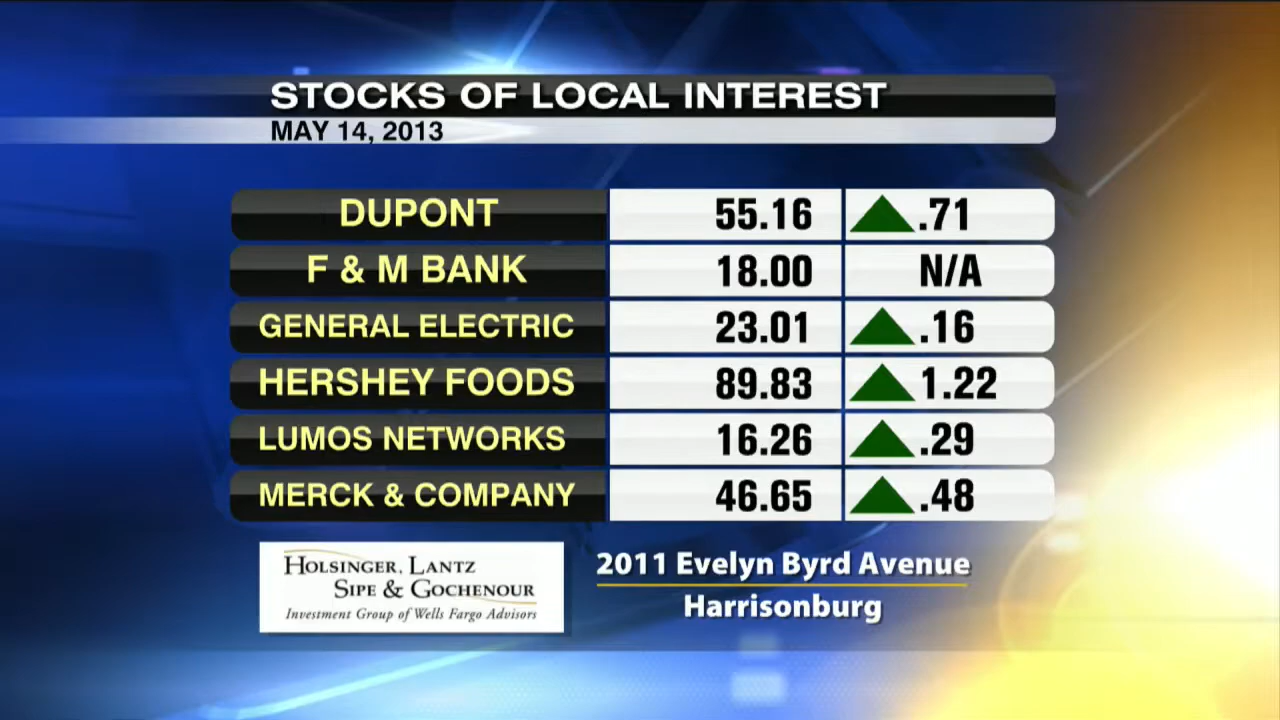 STOCKS OF LOCAL INTEREST
MAY 14, 2013
DUPONT 55.16 .71
F & M BANK 18.00 N/A
GENERAL ELECTRIC 23.01 .16
HERSHEY FOODS 89.83 1.22
LUMOS NETWORKS 16.26 .29
MERCK & COMPANY 46.65 .48
HOLSINGER, LANTZ
SIPE & GOCHENOUR
Investment Group of Wells Fargo Advisors
2011 Evelyn Byrd Avenue
Harrisonburg